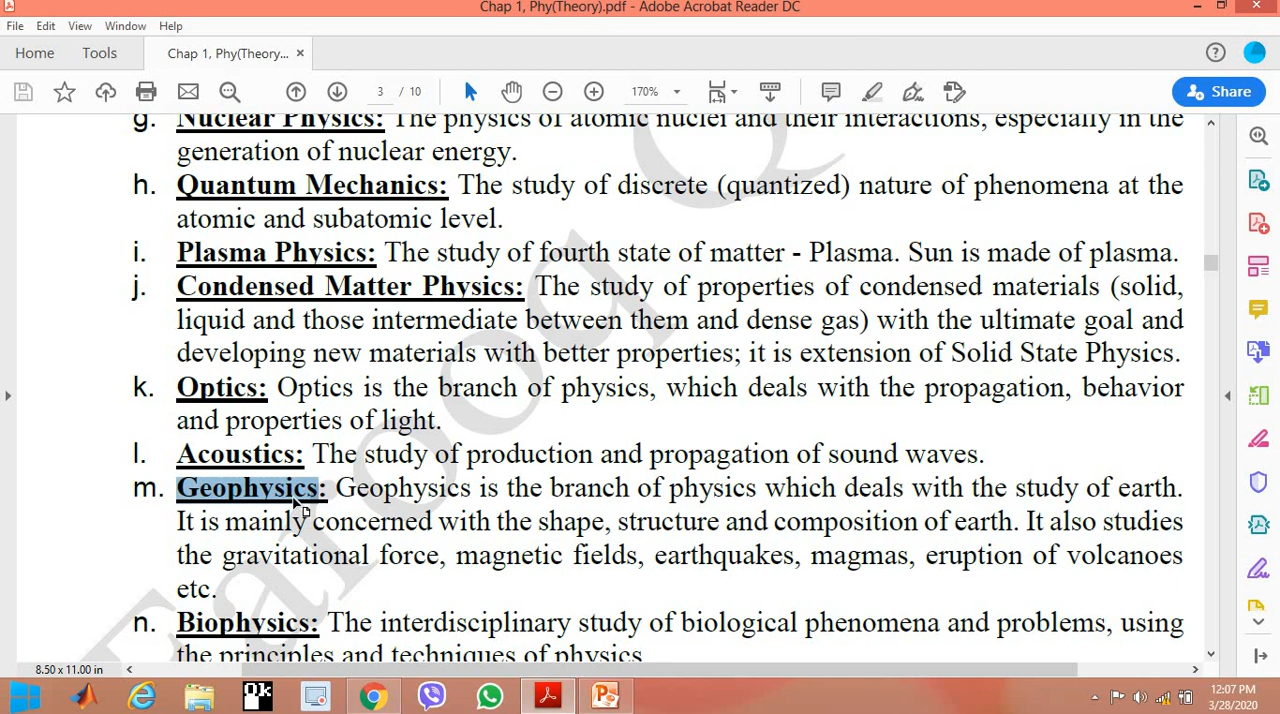 Chap 1, Phy(Theory).pdf - Adobe Acrobat Reader DC
File Edit View Window Help
Home Tools Chap 1, Phy(Theory... ×
3 / 10 170% Share
g. Nuclear Physics: The physics of atomic nuclei and their interactions, especially in the
generation of nuclear energy.
h. Quantum Mechanics: The study of discrete (quantized) nature of phenomena at the
atomic and subatomic level.
i. Plasma Physics: The study of fourth state of matter - Plasma. Sun is made of plasma.
j. Condensed Matter Physics: The study of properties of condensed materials (solid,
liquid and those intermediate between them and dense gas) with the ultimate goal and
developing new materials with better properties; it is extension of Solid State Physics.
k. Optics: Optics is the branch of physics, which deals with the propagation, behavior
and properties of light.
l. Acoustics: The study of production and propagation of sound waves.
m. Geophysics: Geophysics is the branch of physics which deals with the study of earth.
It is mainly concerned with the shape, structure and composition of earth. It also studies
the gravitational force, magnetic fields, earthquakes, magmas, eruption of volcanoes
etc.
n. Biophysics: The interdisciplinary study of biological phenomena and problems, using
the principles and techniques of physics
Farooq Q
8.50 x 11.00 in
12:07 PM
3/28/2020